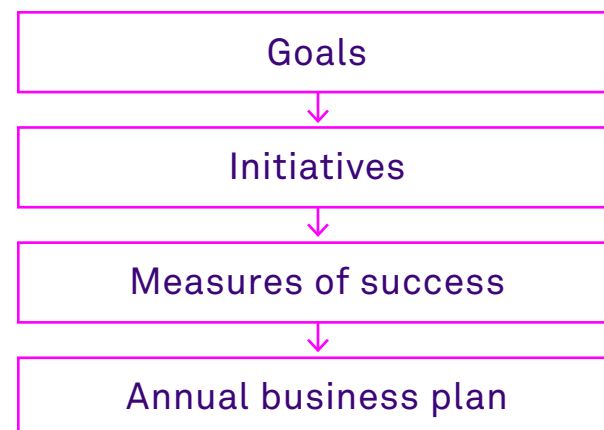 Goals
Initiatives
Measures of success
Annual business plan